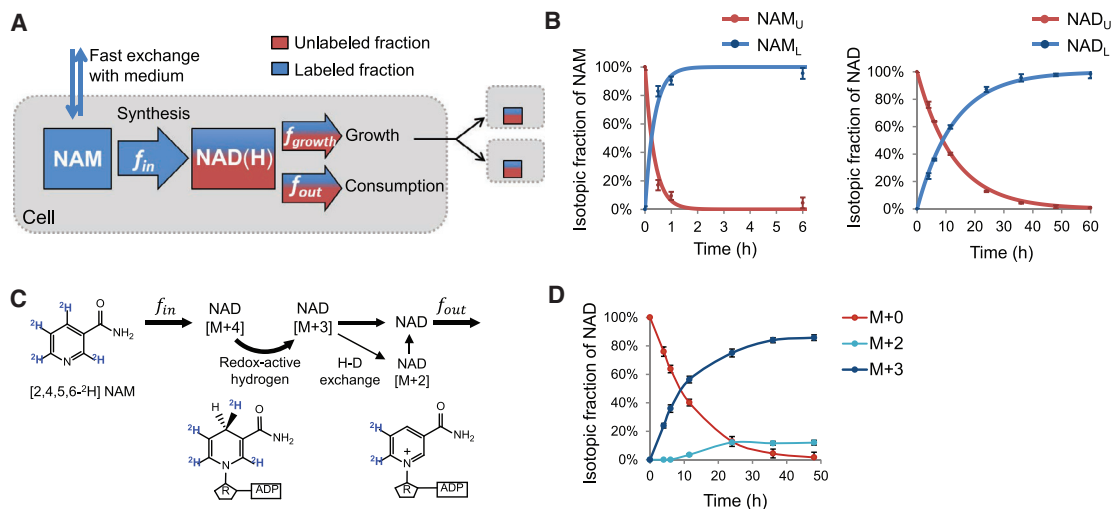 A
Fast exchange
with medium
Unlabeled fraction
Labeled fraction
Synthesis
NAM
f_in
NAD(H)
f_growth
Growth
f_out
Consumption
Cell
B
NAM_U
NAM_L
Isotopic fraction of NAM
100%
80%
60%
40%
20%
0%
0 1 2 3 4 5 6
Time (h)
NAD_U
NAD_L
Isotopic fraction of NAD
100%
80%
60%
40%
20%
0%
0 10 20 30 40 50 60
Time (h)
C
²H
O
²H
NH₂
²H
N
²H
[2,4,5,6-²H] NAM
f_in
NAD
[M+4]
Redox-active
hydrogen
NAD
[M+3]
H-D
exchange
NAD
NAD
[M+2]
f_out
H
²H
O
²H
NH₂
²H
N
²H
R
ADP
O
²H
NH₂
²H
N
+
R
ADP
D
M+0
M+2
M+3
Isotopic fraction of NAD
100%
80%
60%
40%
20%
0%
0 10 20 30 40 50
Time (h)